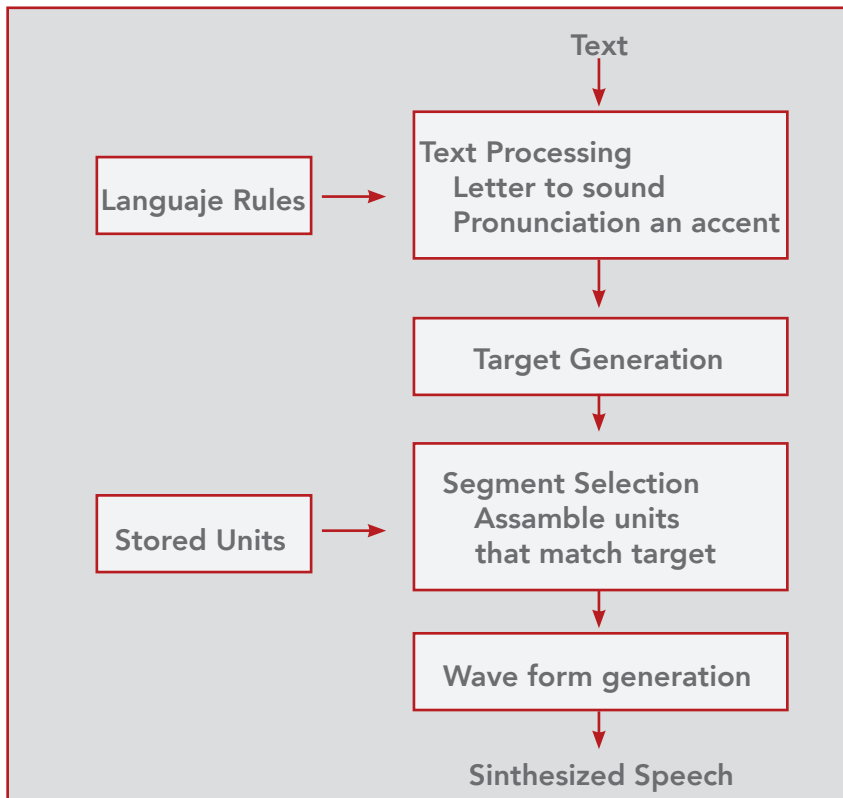 Text
Text Processing
Letter to sound
Pronunciation an accent
Languaje Rules
Target Generation
Segment Selection
Assamble units
that match target
Stored Units
Wave form generation
Sinthesized Speech